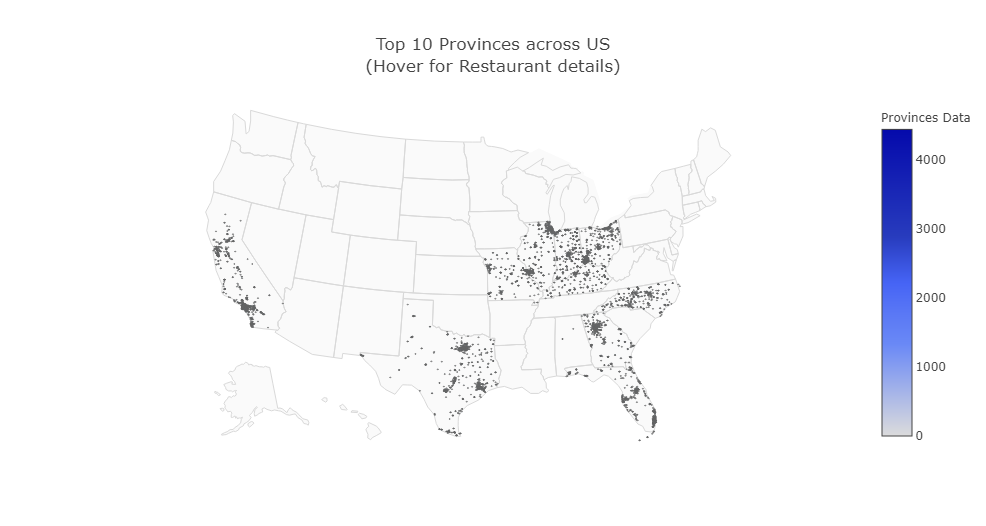 Top 10 Provinces across US
(Hover for Restaurant details)
Provinces Data
4000
3000
2000
1000
0